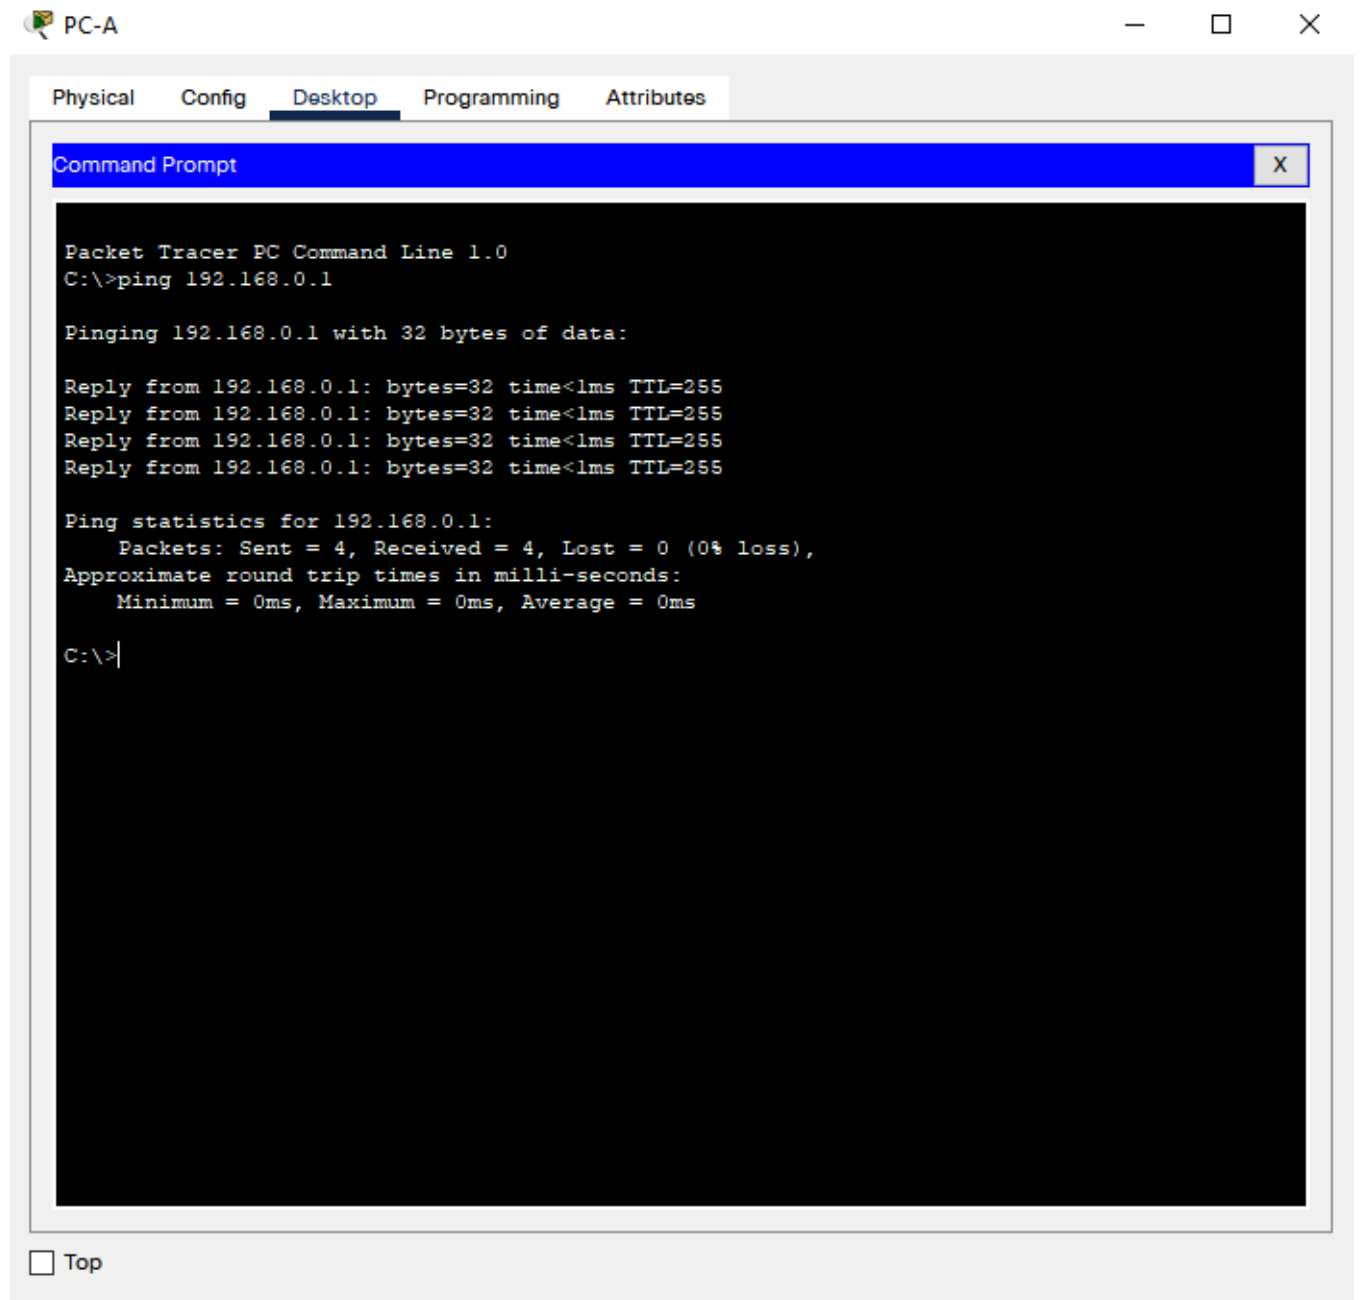 PC-A
Physical Config Desktop Programming Attributes
Command Prompt
X
Packet Tracer PC Command Line 1.0
C:\>ping 192.168.0.1
Pinging 192.168.0.1 with 32 bytes of data:
Reply from 192.168.0.1: bytes=32 time<1ms TTL=255
Reply from 192.168.0.1: bytes=32 time<1ms TTL=255
Reply from 192.168.0.1: bytes=32 time<1ms TTL=255
Reply from 192.168.0.1: bytes=32 time<1ms TTL=255
Ping statistics for 192.168.0.1:
Packets: Sent = 4, Received = 4, Lost = 0 (0% loss),
Approximate round trip times in milli-seconds:
Minimum = 0ms, Maximum = 0ms, Average = 0ms
C:\>
Top